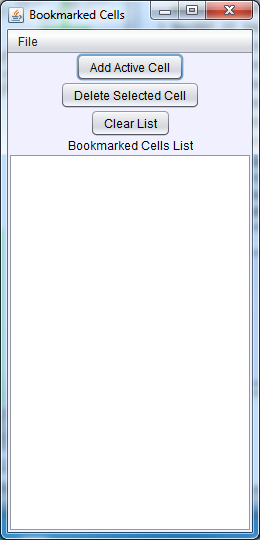 Bookmarked Cells
File
Add Active Cell
Delete Selected Cell
Clear List
Bookmarked Cells List